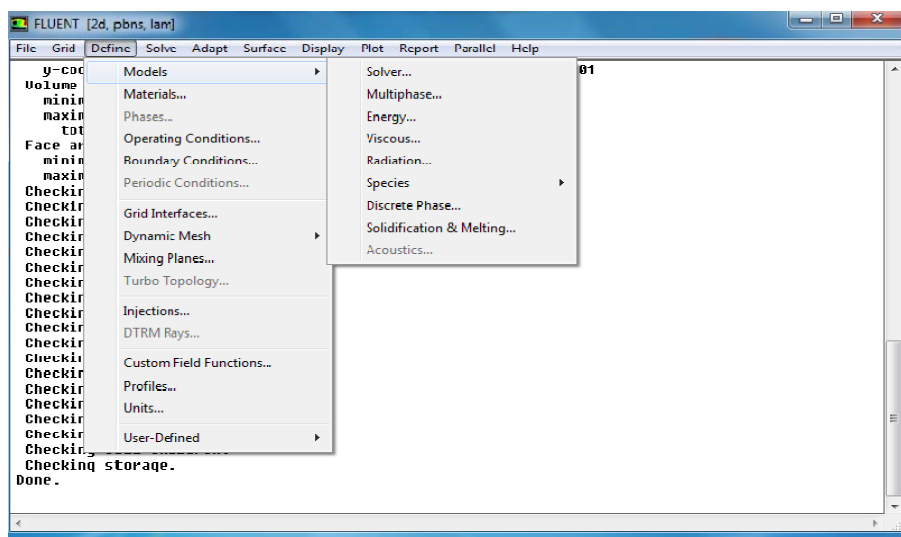 FLUENT [2d, pbns, lam]
File Grid Define Solve Adapt Surface Display Plot Report Parallel Help
Models
Materials...
Phases...
Operating Conditions...
Boundary Conditions...
Periodic Conditions...
Grid Interfaces...
Dynamic Mesh
Mixing Planes...
Turbo Topology...
Injections...
DTRM Rays...
Custom Field Functions...
Profiles...
Units...
User-Defined
Solver...
Multiphase...
Energy...
Viscous...
Radiation...
Species
Discrete Phase...
Solidification & Melting...
Acoustics...
01
Volume
Face
Checking storage.
Done.